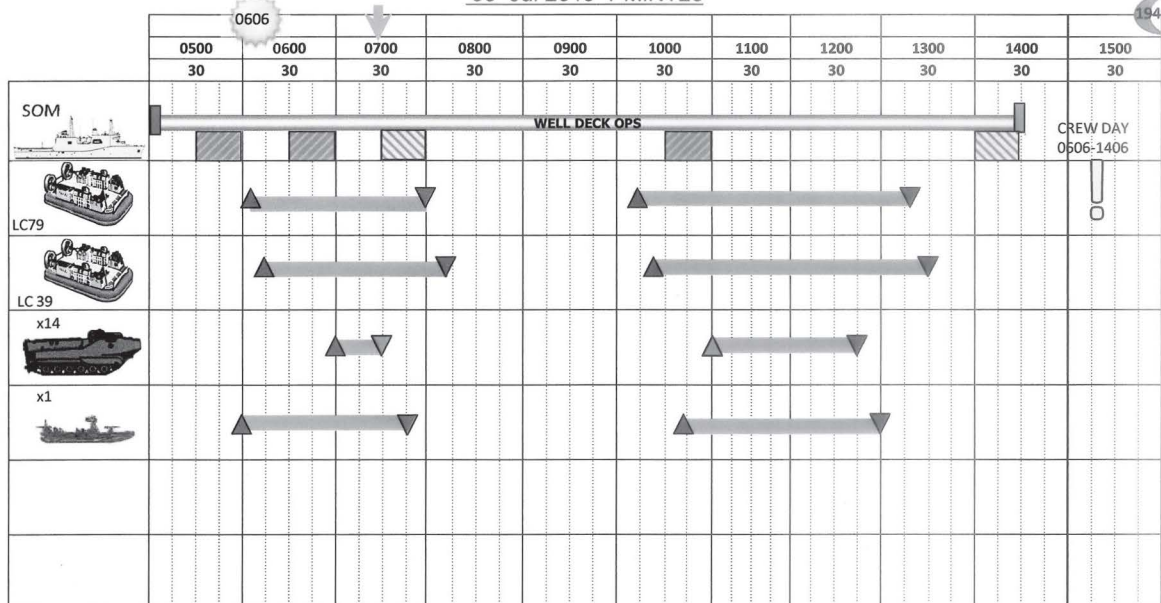 0606
194
0500 0600 0700 0800 0900 1000 1100 1200 1300 1400 1500
30 30 30 30 30 30 30 30 30 30 30
SOM
WELL DECK OPS
CREW DAY
0606-1406
LC79
LC 39
x14
x1